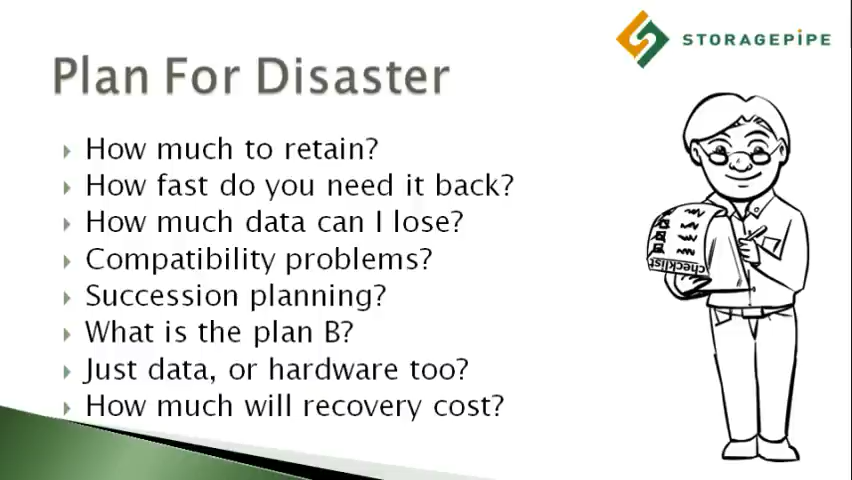 STORAGEPIPE
Plan For Disaster
How much to retain?
How fast do you need it back?
How much data can I lose?
Compatibility problems?
Succession planning?
What is the plan B?
Just data, or hardware too?
How much will recovery cost?
checklist